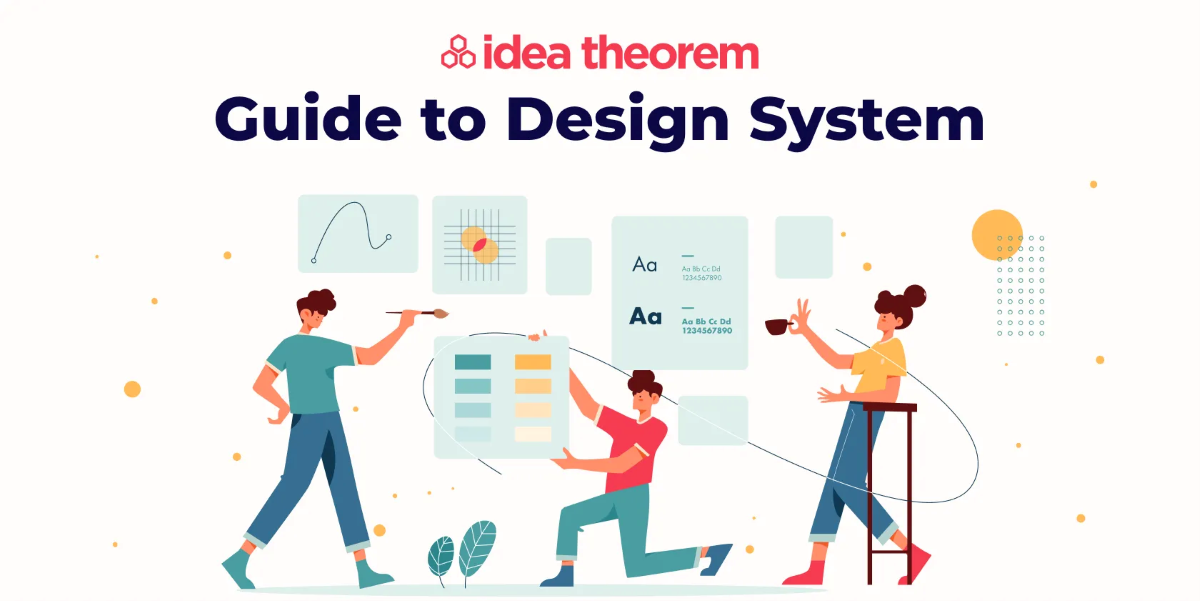 idea theorem
Guide to Design System
Aa
Aa Bb Cc Dd
1234567890
Aa
Aa Bb Cc Dd
1234567890